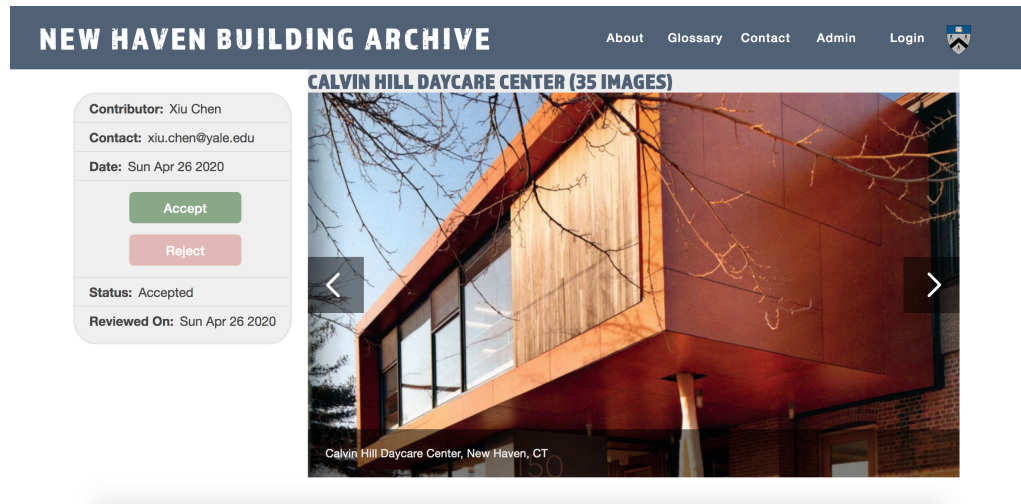 NEW HAVEN BUILDING ARCHIVE
About Glossary Contact Admin Login
CALVIN HILL DAYCARE CENTER (35 IMAGES)
Contributor: Xiu Chen
Contact: xiu.chen@yale.edu
Date: Sun Apr 26 2020
Accept
Reject
Status: Accepted
Reviewed On: Sun Apr 26 2020
Calvin Hill Daycare Center, New Haven, CT
150